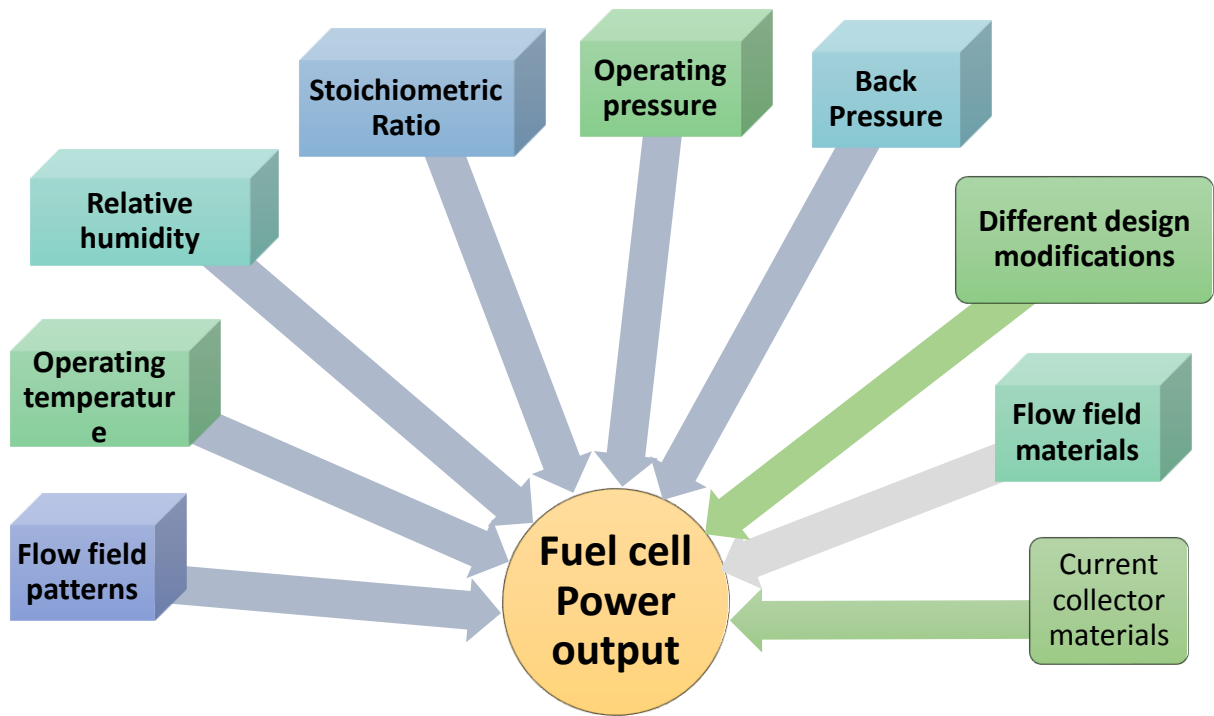 Stoichiometric
Ratio
Operating
pressure
Back
Pressure
Relative
humidity
Different design
modifications
Operating
temperatur
e
Flow field
materials
Flow field
patterns
Fuel cell
Power
output
Current
collector
materials